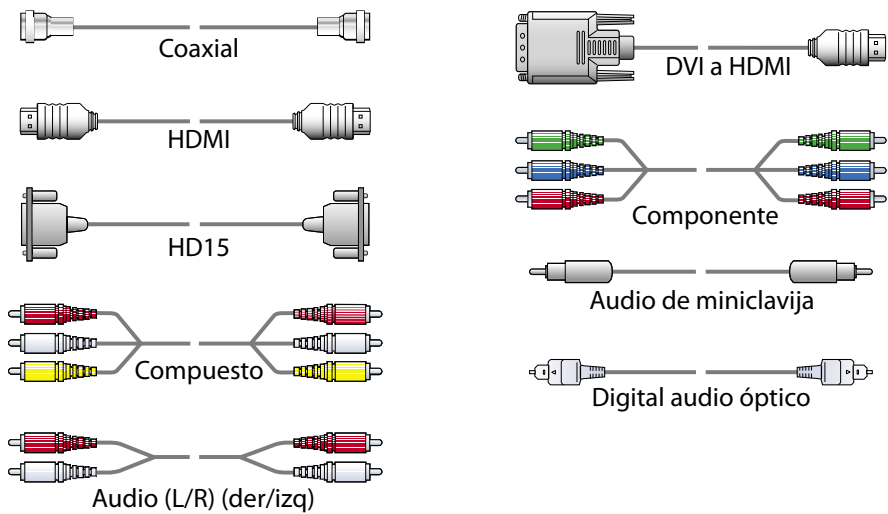 Coaxial
HDMI
HD15
Compuesto
Audio (L/R) (der/izq)
DVI a HDMI
Componente
Audio de miniclavija
Digital audio óptico